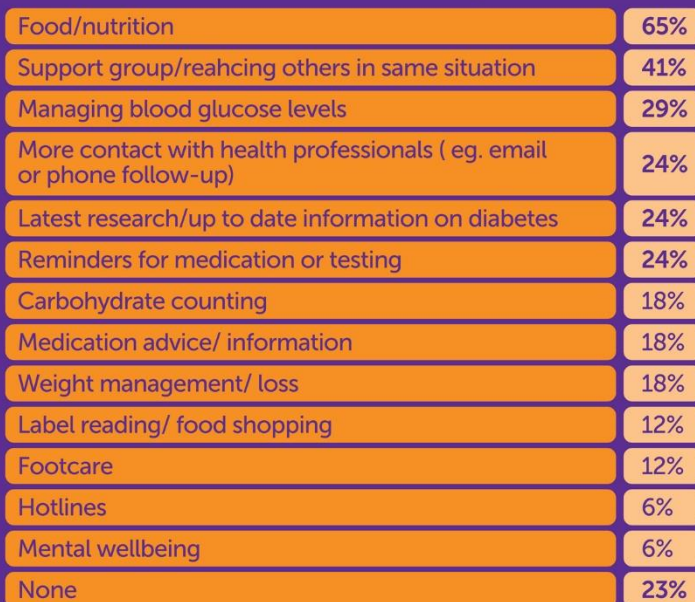 Food/nutrition 65%
Support group/reahcing others in same situation 41%
Managing blood glucose levels 29%
More contact with health professionals ( eg. email
or phone follow-up) 24%
Latest research/up to date information on diabetes 24%
Reminders for medication or testing 24%
Carbohydrate counting 18%
Medication advice/ information 18%
Weight management/ loss 18%
Label reading/ food shopping 12%
Footcare 12%
Hotlines 6%
Mental wellbeing 6%
None 23%